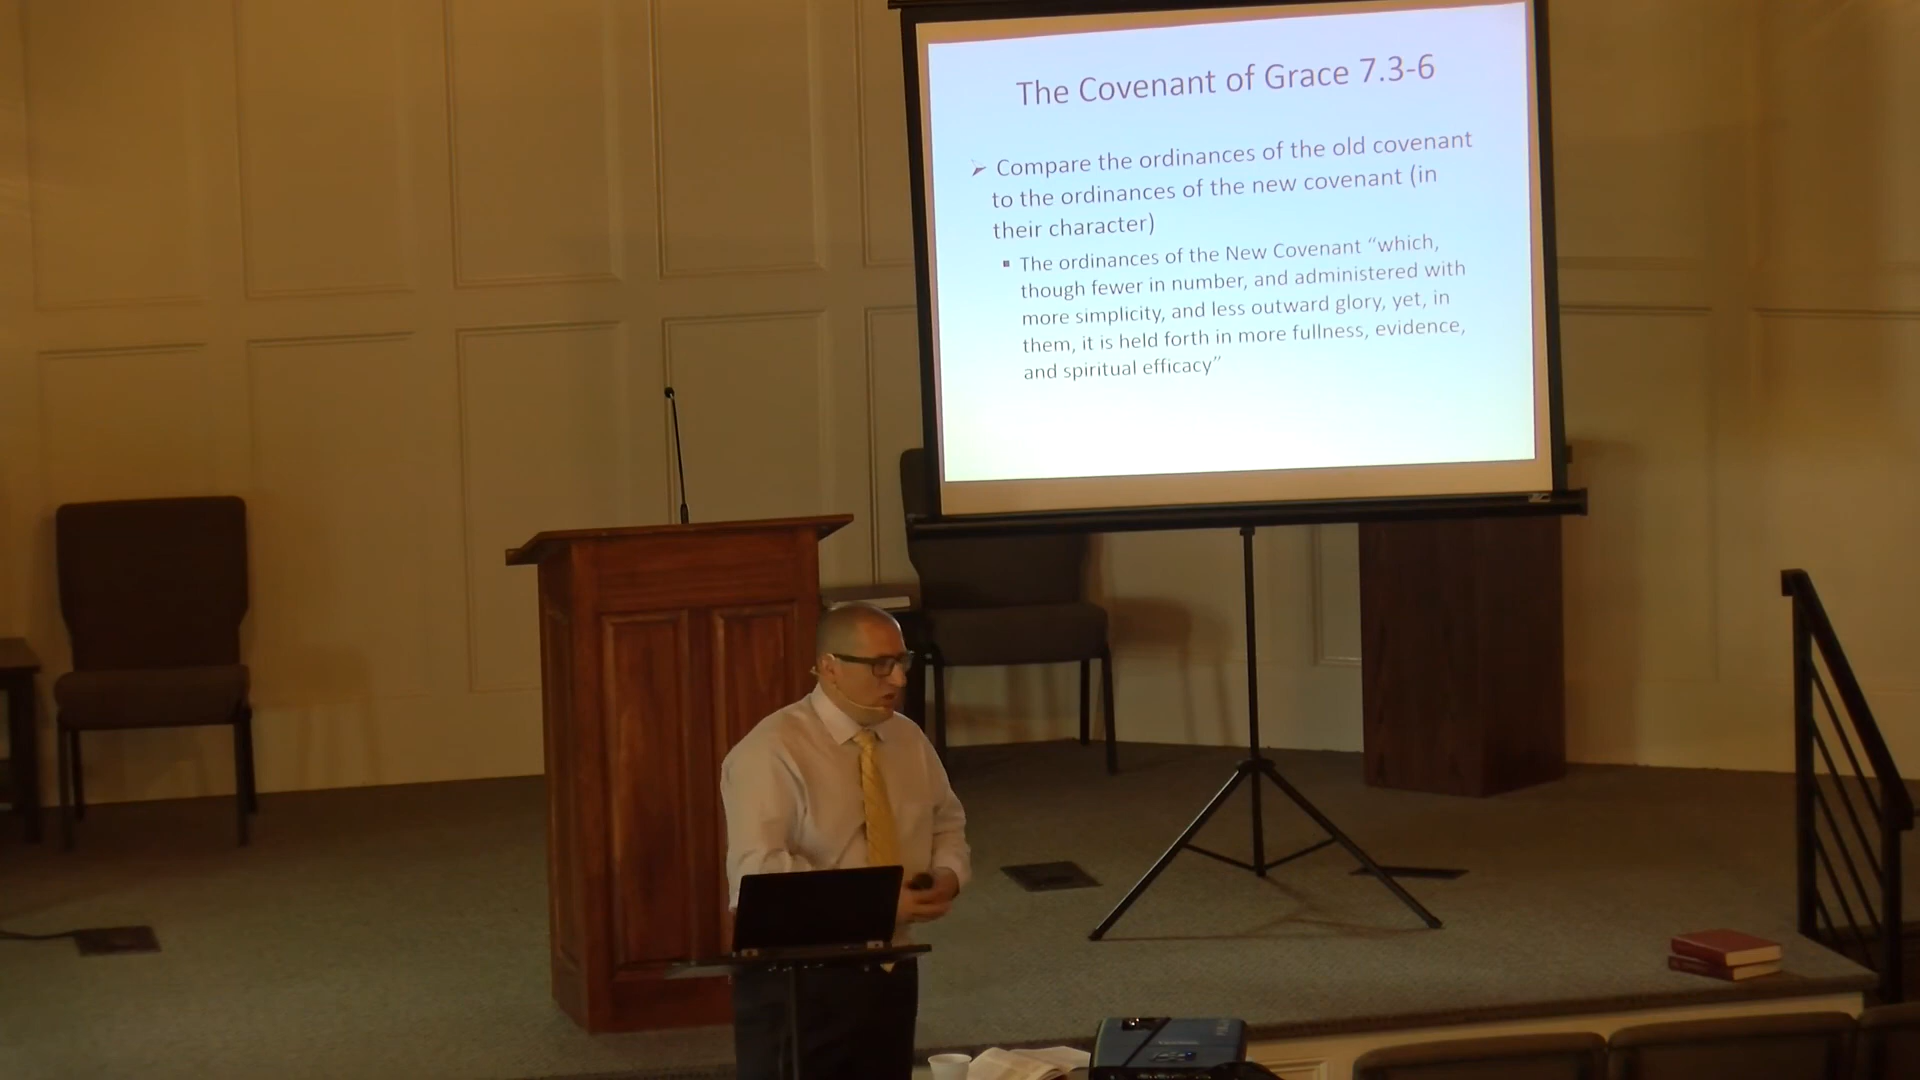 The Covenant of Grace 7.3-6
Compare the ordinances of the old covenant
to the ordinances of the new covenant (in
their character)
The ordinances of the New Covenant “which,
though fewer in number, and administered with
more simplicity, and less outward glory, yet, in
them, it is held forth in more fullness, evidence,
and spiritual efficacy”